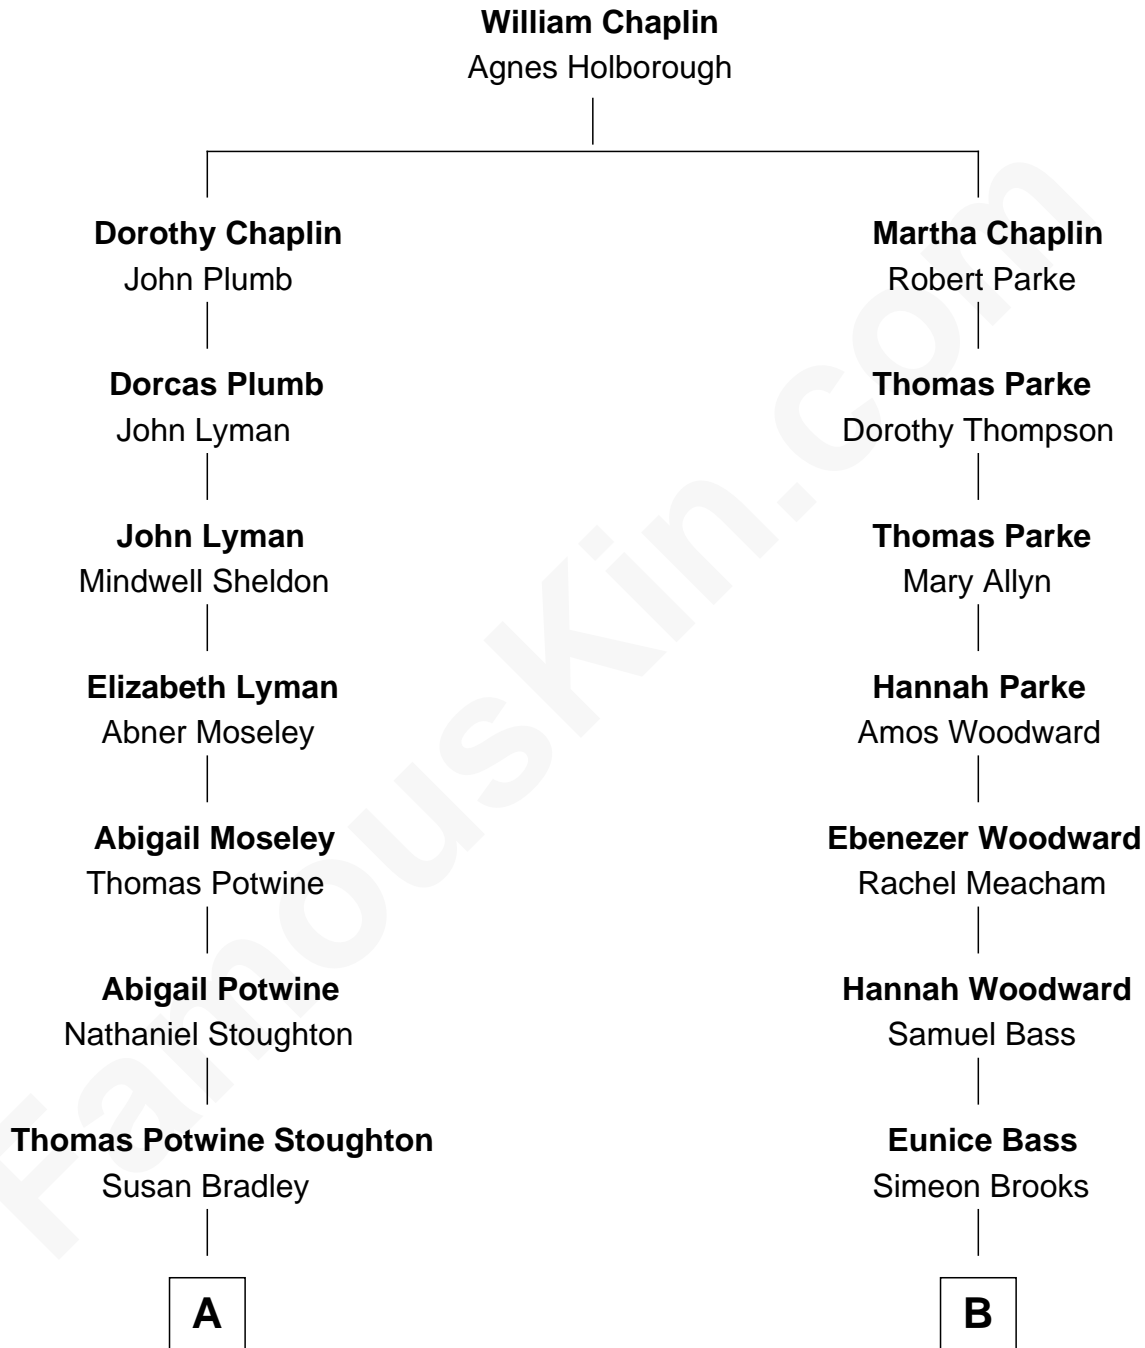 William Chaplin
Agnes Holborough
Dorothy Chaplin
John Plumb
Martha Chaplin
Robert Parke
Dorcas Plumb
John Lyman
Thomas Parke
Dorothy Thompson
John Lyman
Mindwell Sheldon
Thomas Parke
Mary Allyn
Elizabeth Lyman
Abner Moseley
Hannah Parke
Amos Woodward
Abigail Moseley
Thomas Potwine
Ebenezer Woodward
Rachel Meacham
Abigail Potwine
Nathaniel Stoughton
Hannah Woodward
Samuel Bass
Thomas Potwine Stoughton
Susan Bradley
Eunice Bass
Simeon Brooks
A
B
FamousKin.com